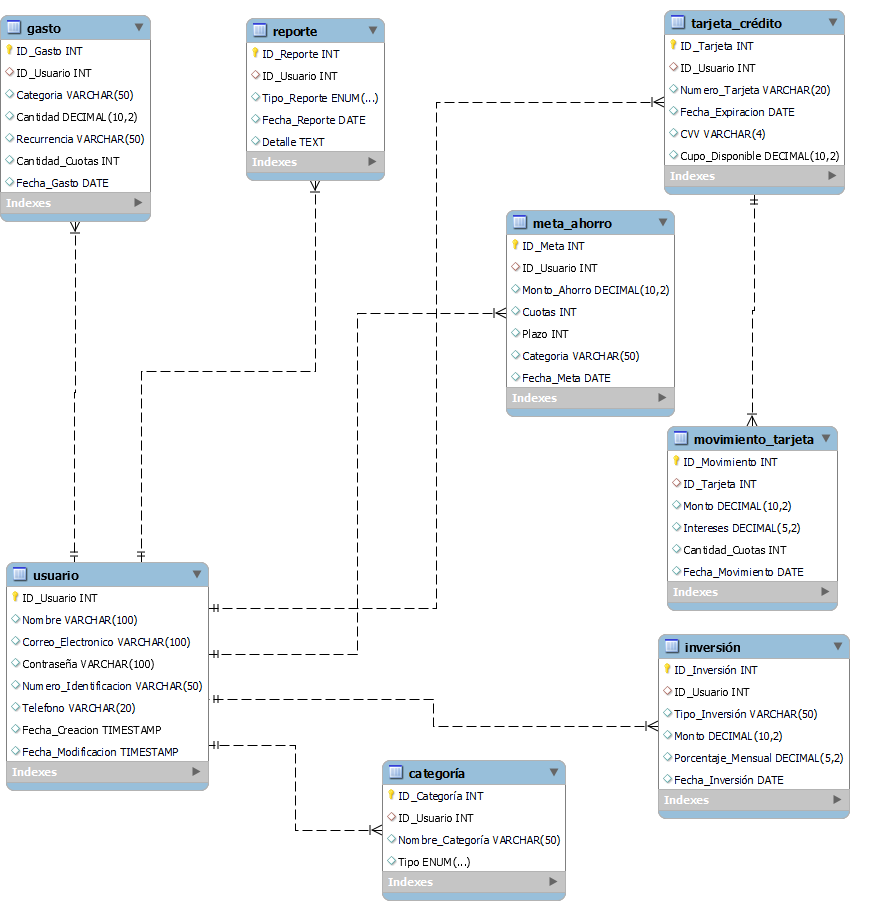 gasto
ID_Gasto INT
ID_Usuario INT
Categoria VARCHAR(50)
Cantidad DECIMAL(10,2)
Recurrencia VARCHAR(50)
Cantidad_Cuotas INT
Fecha_Gasto DATE
Indexes
reporte
ID_Reporte INT
ID_Usuario INT
Tipo_Reporte ENUM(...)
Fecha_Reporte DATE
Detalle TEXT
Indexes
tarjeta_crédito
ID_Tarjeta INT
ID_Usuario INT
Numero_Tarjeta VARCHAR(20)
Fecha_Expiracion DATE
CVV VARCHAR(4)
Cupo_Disponible DECIMAL(10,2)
Indexes
meta_ahorro
ID_Meta INT
ID_Usuario INT
Monto_Ahorro DECIMAL(10,2)
Cuotas INT
Plazo INT
Categoria VARCHAR(50)
Fecha_Meta DATE
Indexes
movimiento_tarjeta
ID_Movimiento INT
ID_Tarjeta INT
Monto DECIMAL(10,2)
Intereses DECIMAL(5,2)
Cantidad_Cuotas INT
Fecha_Movimiento DATE
Indexes
usuario
ID_Usuario INT
Nombre VARCHAR(100)
Correo_Electronico VARCHAR(100)
Contraseña VARCHAR(100)
Numero_Identificacion VARCHAR(50)
Telefono VARCHAR(20)
Fecha_Creacion TIMESTAMP
Fecha_Modificacion TIMESTAMP
Indexes
inversión
ID_Inversión INT
ID_Usuario INT
Tipo_Inversión VARCHAR(50)
Monto DECIMAL(10,2)
Porcentaje_Mensual DECIMAL(5,2)
Fecha_Inversión DATE
Indexes
categoría
ID_Categoría INT
ID_Usuario INT
Nombre_Categoría VARCHAR(50)
Tipo ENUM(...)
Indexes